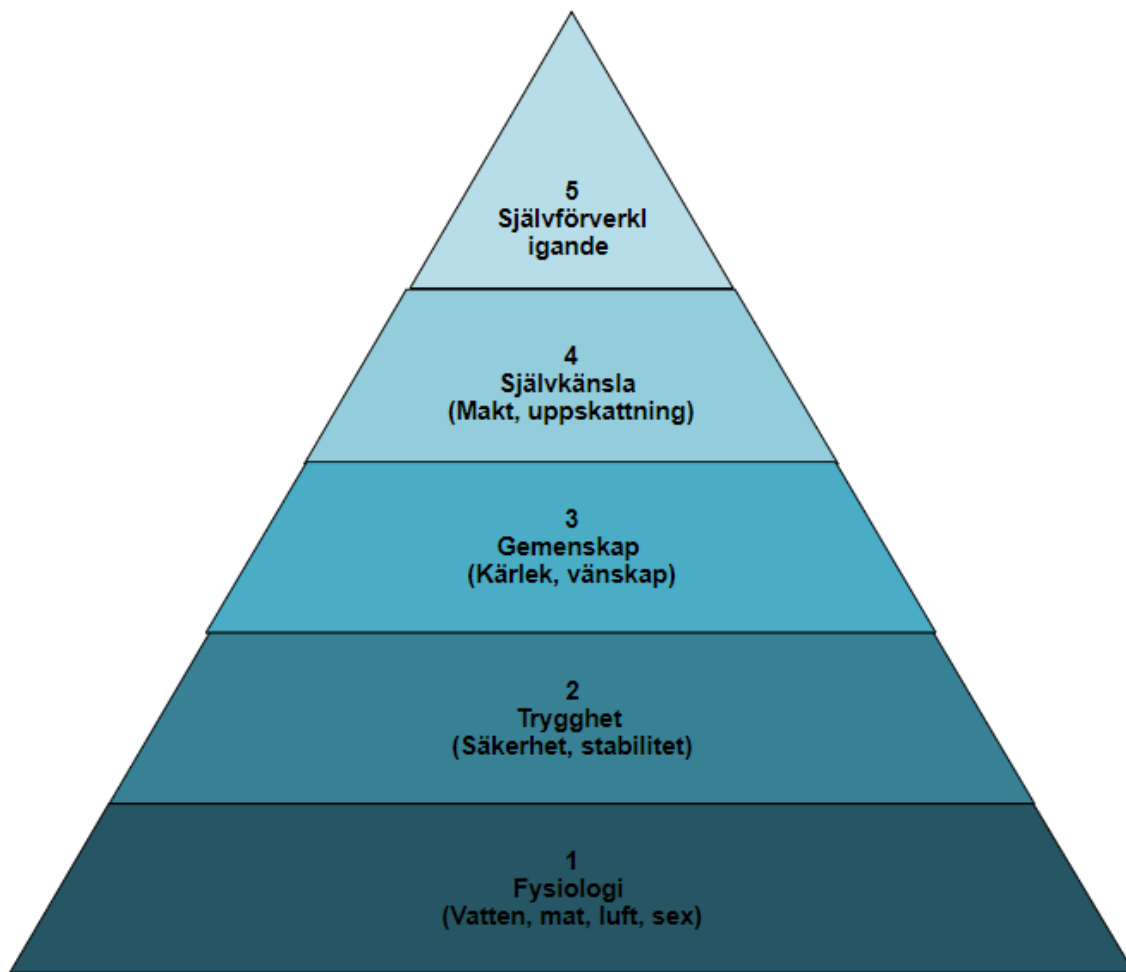 5
Självförverkl
igande
4
Självkänsla
(Makt, uppskattning)
3
Gemenskap
(Kärlek, vänskap)
2
Trygghet
(Säkerhet, stabilitet)
1
Fysiologi
(Vatten, mat, luft, sex)